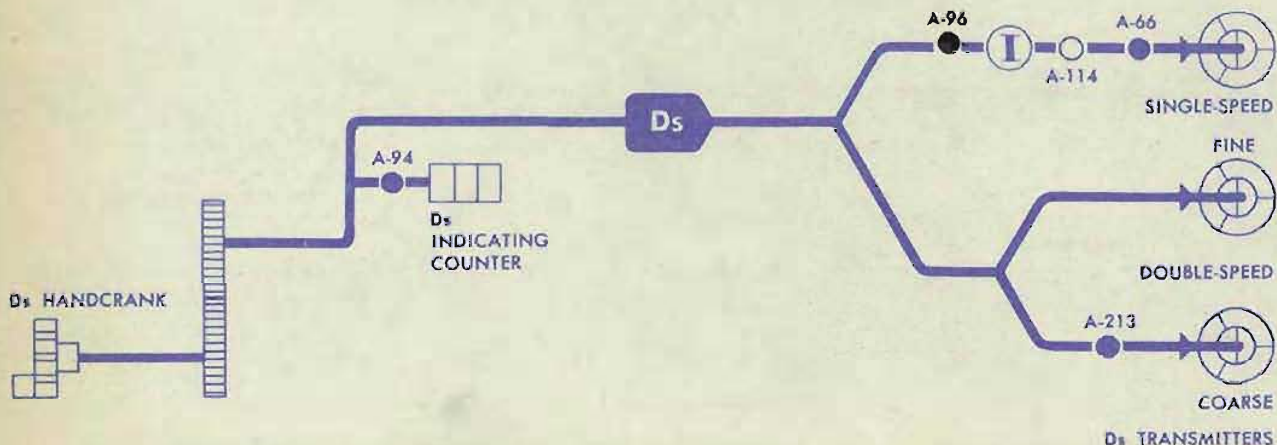 A-96
I
A-114
A-66
SINGLE-SPEED
Ds
A-94
Ds
INDICATING
COUNTER
FINE
DOUBLE-SPEED
Ds HANDCRANK
A-213
COARSE
Ds TRANSMITTERS